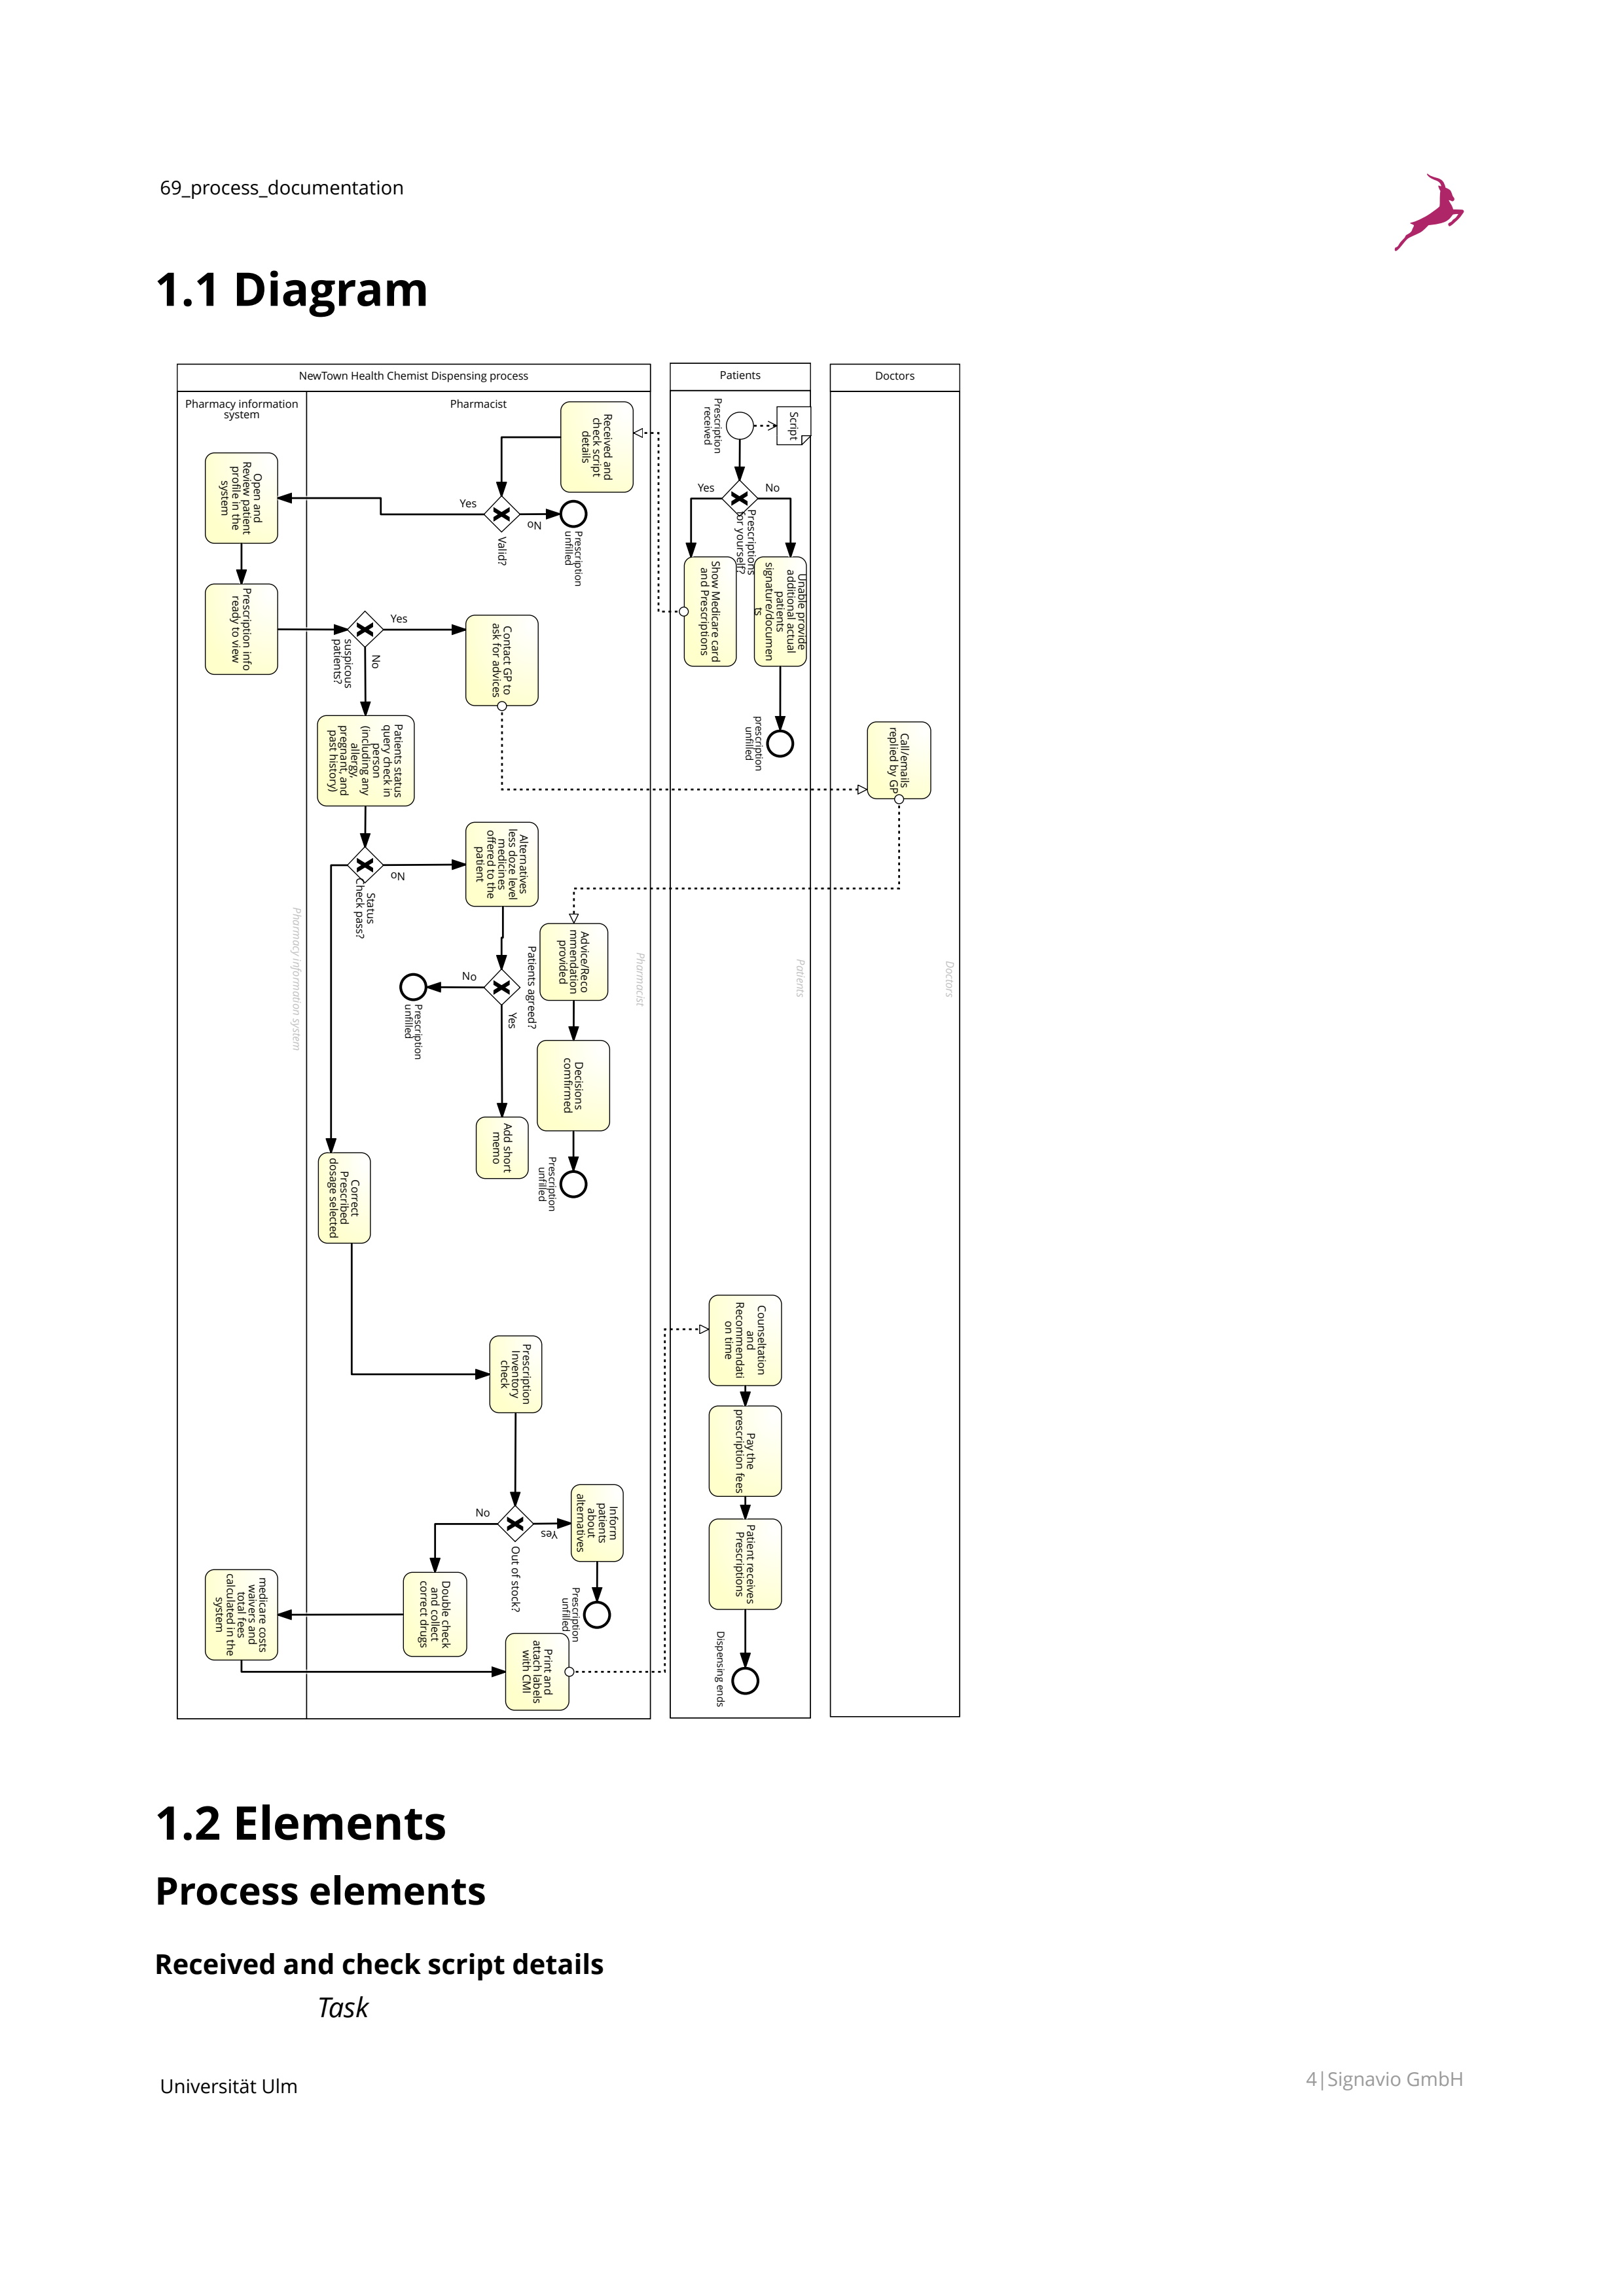 69_process_documentation
1.1 Diagram
NewTown Health Chemist Dispensing process
Patients
Doctors
Pharmacy information
system
Pharmacist
Prescription
received
Script
Received and
check script
details
Open and
Review patient
profile in the
system
Yes
No
Valid?
Prescription
unfilled
Yes
No
Prescriptions
for yourself?
Show Medicare card
and Prescriptions
Unable provide
additional actual
patients
signature/documen
ts
prescription
unfilled
Prescription info
ready to view
Yes
No
suspicous
patients?
Contact GP to
ask for advices
Call/emails
replied by GP
Patients status
query check in
person
(including any
allergy,
pregnant, and
past history)
No
Status
Check pass?
Alternatives
less doze level
medicines
offered to the
patient
Advice/Reco
mmendation
provided
Patients agreed?
No
Yes
Prescription
unfilled
Decisions
comfirmed
Add short
memo
Prescription
unfilled
Pharmacy information system
Pharmacist
Patients
Doctors
Correct
Prescribed
dosage selected
Prescription
Inventory
check
Counseltation
and
Recommendati
on time
Pay the
prescription fees
Patient receives
Prescriptions
Dispensing ends
No
Yes
Out of stock?
Inform
patients
about
alternatives
Prescription
unfilled
Double check
and collect
correct drugs
medicare costs
waivers and
total fees
calculated in the
system
Print and
attach labels
with CMI
1.2 Elements
Process elements
Received and check script details
Task
Universität Ulm
4|Signavio GmbH